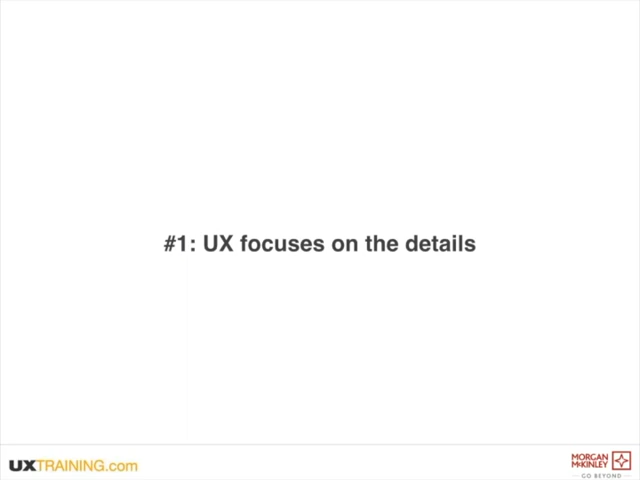 #1: UX focuses on the details
UXTRAINING.com
MORGAN
McKINLEY
GO BEYOND